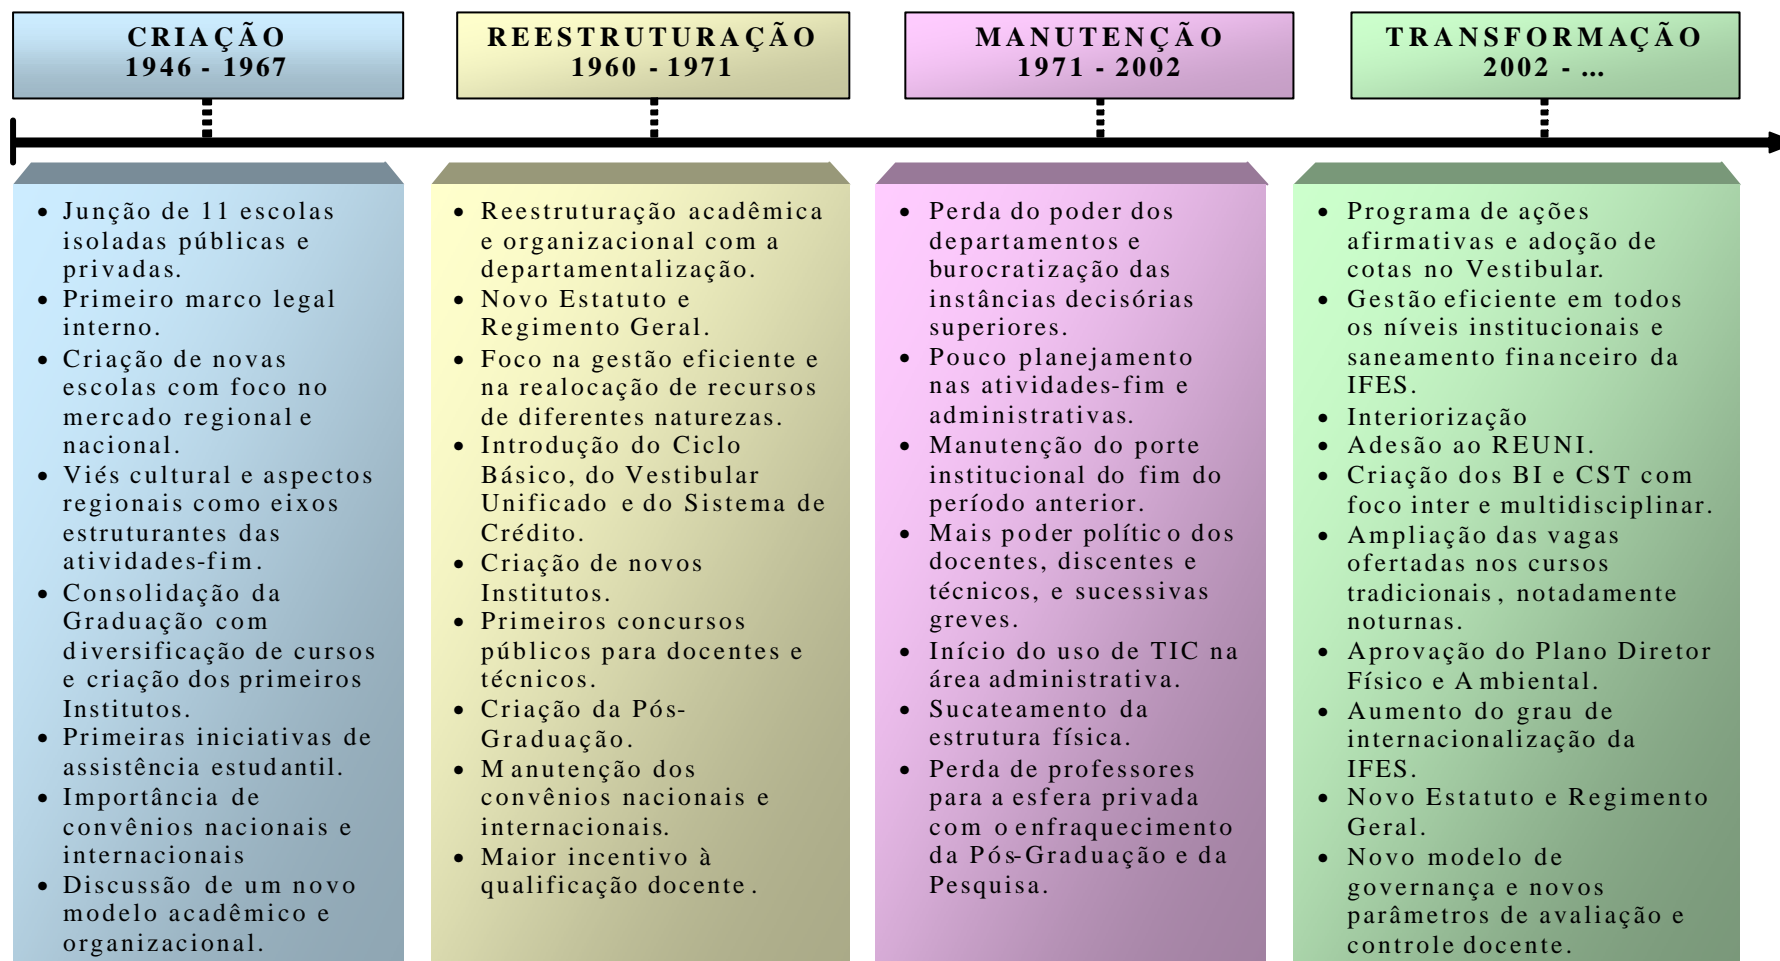 CRIAÇÃO
1946 - 1967
• Junção de 11 escolas
isoladas públicas e
privadas.
• Primeiro marco legal
interno.
• Criação de novas
escolas com foco no
mercado regional e
nacional.
• Viés cultural e aspectos
regionais como eixos
estruturantes das
atividades-fim.
• Consolidação da
Graduação com
diversificação de cursos
e criação dos primeiros
Institutos.
• Primeiras iniciativas de
assistência estudantil.
• Importância de
convênios nacionais e
internacionais
• Discussão de um novo
modelo acadêmico e
organizacional.
REESTRUTURAÇÃO
1960 - 1971
• Reestruturação acadêmica
e organizacional com a
departamentalização.
• Novo Estatuto e
Regimento Geral.
• Foco na gestão eficiente e
na realocação de recursos
de diferentes naturezas.
• Introdução do Ciclo
Básico, do Vestibular
Unificado e do Sistema de
Crédito.
• Criação de novos
Institutos.
• Primeiros concursos
públicos para docentes e
técnicos.
• Criação da Pós-
Graduação.
• Manutenção dos
convênios nacionais e
internacionais.
• Maior incentivo à
qualificação docente.
MANUTENÇÃO
1971 - 2002
• Perda do poder dos
departamentos e
burocratização das
instâncias decisórias
superiores.
• Pouco planejamento
nas atividades-fim e
administrativas.
• Manutenção do porte
institucional do fim do
período anterior.
• Mais poder político dos
docentes, discentes e
técnicos, e sucessivas
greves.
• Início do uso de TIC na
área administrativa.
• Sucateamento da
estrutura física.
• Perda de professores
para a esfera privada
com o enfraquecimento
da Pós-Graduação e da
Pesquisa.
TRANSFORMAÇÃO
2002 - ...
• Programa de ações
afirmativas e adoção de
cotas no Vestibular.
• Gestão eficiente em todos
os níveis institucionais e
saneamento financeiro da
IFES.
• Interiorização
• Adesão ao REUNI.
• Criação dos BI e CST com
foco inter e multidisciplinar.
• Ampliação das vagas
ofertadas nos cursos
tradicionais, notadamente
noturnas.
• Aprovação do Plano Diretor
Físico e Ambiental.
• Aumento do grau de
internacionalização da
IFES.
• Novo Estatuto e Regimento
Geral.
• Novo modelo de
governança e novos
parâmetros de avaliação e
controle docente.